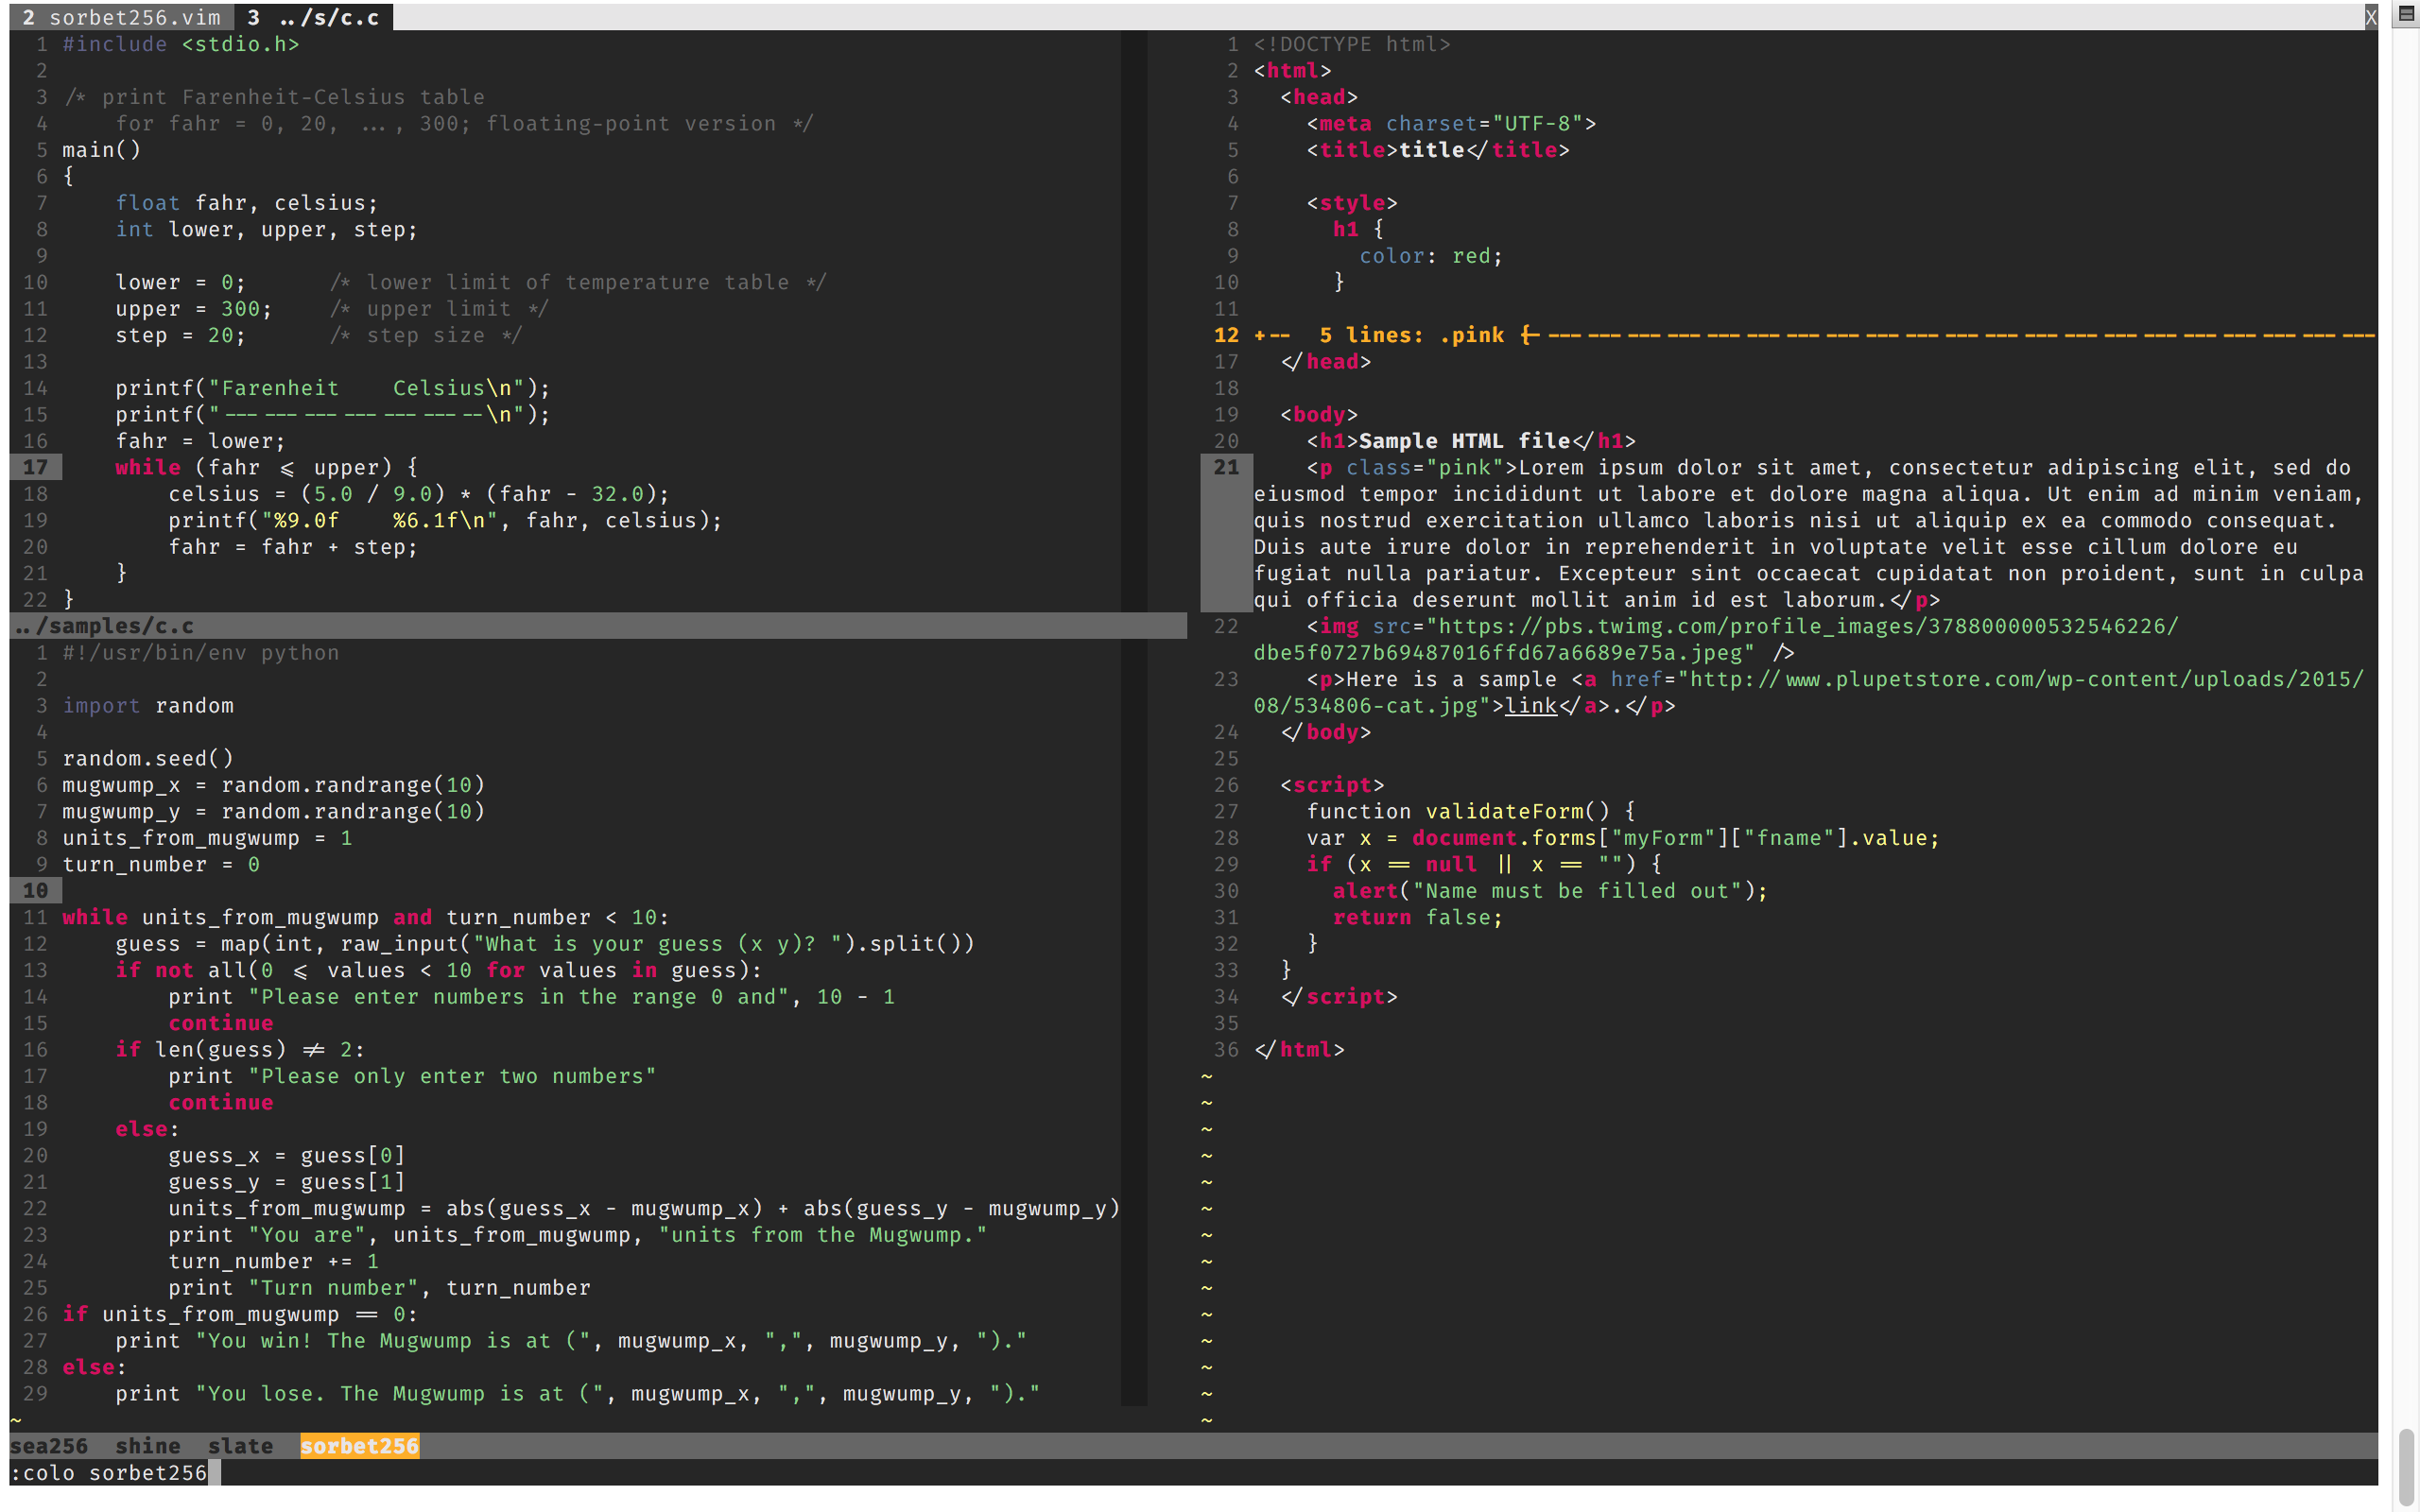 2 sorbet256.vim  3 ../s/c.c X
1 #include <stdio.h>
2
3 /* print Farenheit-Celsius table
4     for fahr = 0, 20, ..., 300; floating-point version */
5 main()
6 {
7     float fahr, celsius;
8     int lower, upper, step;
9
10     lower = 0;      /* lower limit of temperature table */
11     upper = 300;    /* upper limit */
12     step = 20;      /* step size */
13
14     printf("Farenheit    Celsius\n");
15     printf("--------------------\n");
16     fahr = lower;
17     while (fahr <= upper) {
18         celsius = (5.0 / 9.0) * (fahr - 32.0);
19         printf("%9.0f    %6.1f\n", fahr, celsius);
20         fahr = fahr + step;
21     }
22 }
../samples/c.c
1 #!/usr/bin/env python
2
3 import random
4
5 random.seed()
6 mugwump_x = random.randrange(10)
7 mugwump_y = random.randrange(10)
8 units_from_mugwump = 1
9 turn_number = 0
10
11 while units_from_mugwump and turn_number < 10:
12     guess = map(int, raw_input("What is your guess (x y)? ").split())
13     if not all(0 <= values < 10 for values in guess):
14         print "Please enter numbers in the range 0 and", 10 - 1
15         continue
16     if len(guess) != 2:
17         print "Please only enter two numbers"
18         continue
19     else:
20         guess_x = guess[0]
21         guess_y = guess[1]
22         units_from_mugwump = abs(guess_x - mugwump_x) + abs(guess_y - mugwump_y)
23         print "You are", units_from_mugwump, "units from the Mugwump."
24         turn_number += 1
25         print "Turn number", turn_number
26 if units_from_mugwump == 0:
27     print "You win! The Mugwump is at (", mugwump_x, ",", mugwump_y, ")."
28 else:
29     print "You lose. The Mugwump is at (", mugwump_x, ",", mugwump_y, ")."
~
1 <!DOCTYPE html>
2 <html>
3   <head>
4     <meta charset="UTF-8">
5     <title>title</title>
6
7     <style>
8       h1 {
9         color: red;
10       }
11
12 +--  5 lines: .pink {----------------------------------------------------------------
17   </head>
18
19   <body>
20     <h1>Sample HTML file</h1>
21     <p class="pink">Lorem ipsum dolor sit amet, consectetur adipiscing elit, sed do
eiusmod tempor incididunt ut labore et dolore magna aliqua. Ut enim ad minim veniam,
quis nostrud exercitation ullamco laboris nisi ut aliquip ex ea commodo consequat.
Duis aute irure dolor in reprehenderit in voluptate velit esse cillum dolore eu
fugiat nulla pariatur. Excepteur sint occaecat cupidatat non proident, sunt in culpa
qui officia deserunt mollit anim id est laborum.</p>
22     <img src="https://pbs.twimg.com/profile_images/378800000532546226/
dbe5f0727b69487016ffd67a6689e75a.jpeg" />
23     <p>Here is a sample <a href="http://www.plupetstore.com/wp-content/uploads/2015/
08/534806-cat.jpg">link</a>.</p>
24   </body>
25
26   <script>
27     function validateForm() {
28     var x = document.forms["myForm"]["fname"].value;
29     if (x == null || x == "") {
30       alert("Name must be filled out");
31       return false;
32     }
33   }
34   </script>
35
36 </html>
~
~
~
~
~
~
~
~
~
~
~
~
~
~
sea256  shine  slate  sorbet256
:colo sorbet256